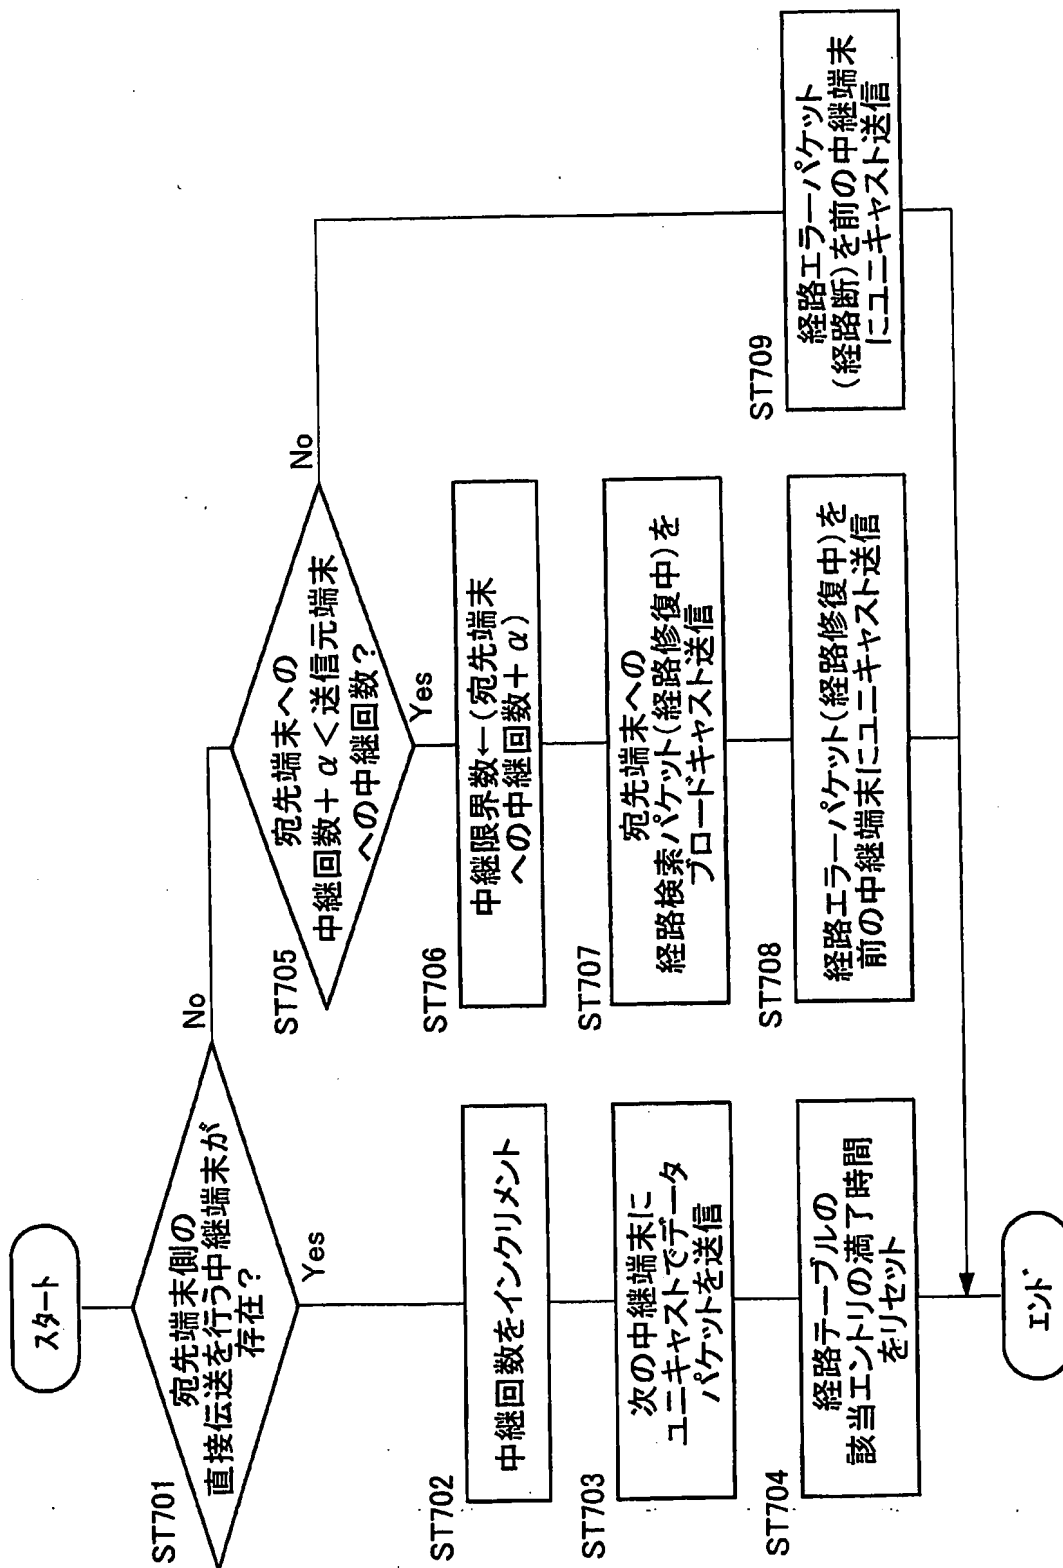 スタート
ST701
宛先端末側の
直接伝送を行う中継端末が
存在?
No
Yes
ST702
中継回数をインクリメント
ST703
次の中継端末に
ユニキャストでデータ
パケットを送信
ST704
経路テーブルの
該当エントリの満了時間
をリセット
ST705
宛先端末への
中継回数+α<送信元端末
への中継回数?
No
Yes
ST706
中継限界数←(宛先端末
への中継回数+α)
ST707
宛先端末への
経路検索パケット(経路修復中)を
ブロードキャスト送信
ST708
経路エラーパケット(経路修復中)を
前の中継端末にユニキャスト送信
ST709
経路エラーパケット
(経路断)を前の中継端末
にユニキャスト送信
エンド